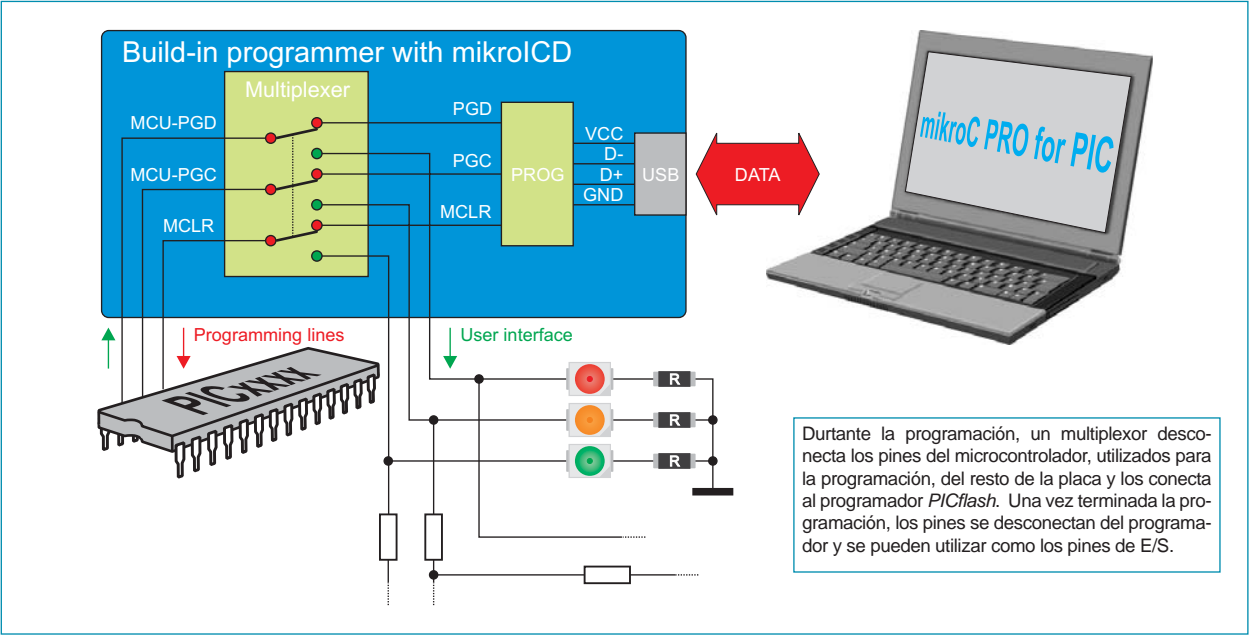 Build-in programmer with mikroICD
Multiplexer
MCU-PGD
MCU-PGC
MCLR
PGD
PGC
MCLR
PROG
VCC
D-
D+
GND
USB
DATA
mikroC PRO for PIC
Programming lines
User interface
PICxxxx
R
R
R
Durtante la programación, un multiplexor desco-
necta los pines del microcontrolador, utilizados para
la programación, del resto de la placa y los conecta
al programador PICflash. Una vez terminada la pro-
gramación, los pines se desconectan del programa-
dor y se pueden utilizar como los pines de E/S.